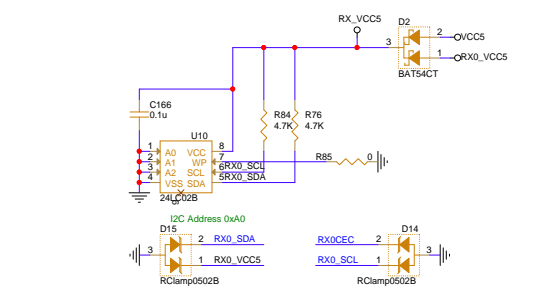 RX_VCC5
D2
3
2
VCC5
1
RX0_VCC5
BAT54CT
C166
0.1u
R84
4.7K
R76
4.7K
U10
1
A0
VCC
8
2
A1
WP
7
R85
0
3
A2
SCL
6
RX0_SCL
4
VSS
SDA
5
RX0_SDA
24LC02B
I2C Address 0xA0
D15
3
2
RX0_SDA
1
RX0_VCC5
RClamp0502B
D14
RX0CEC
2
3
RX0_SCL
1
RClamp0502B